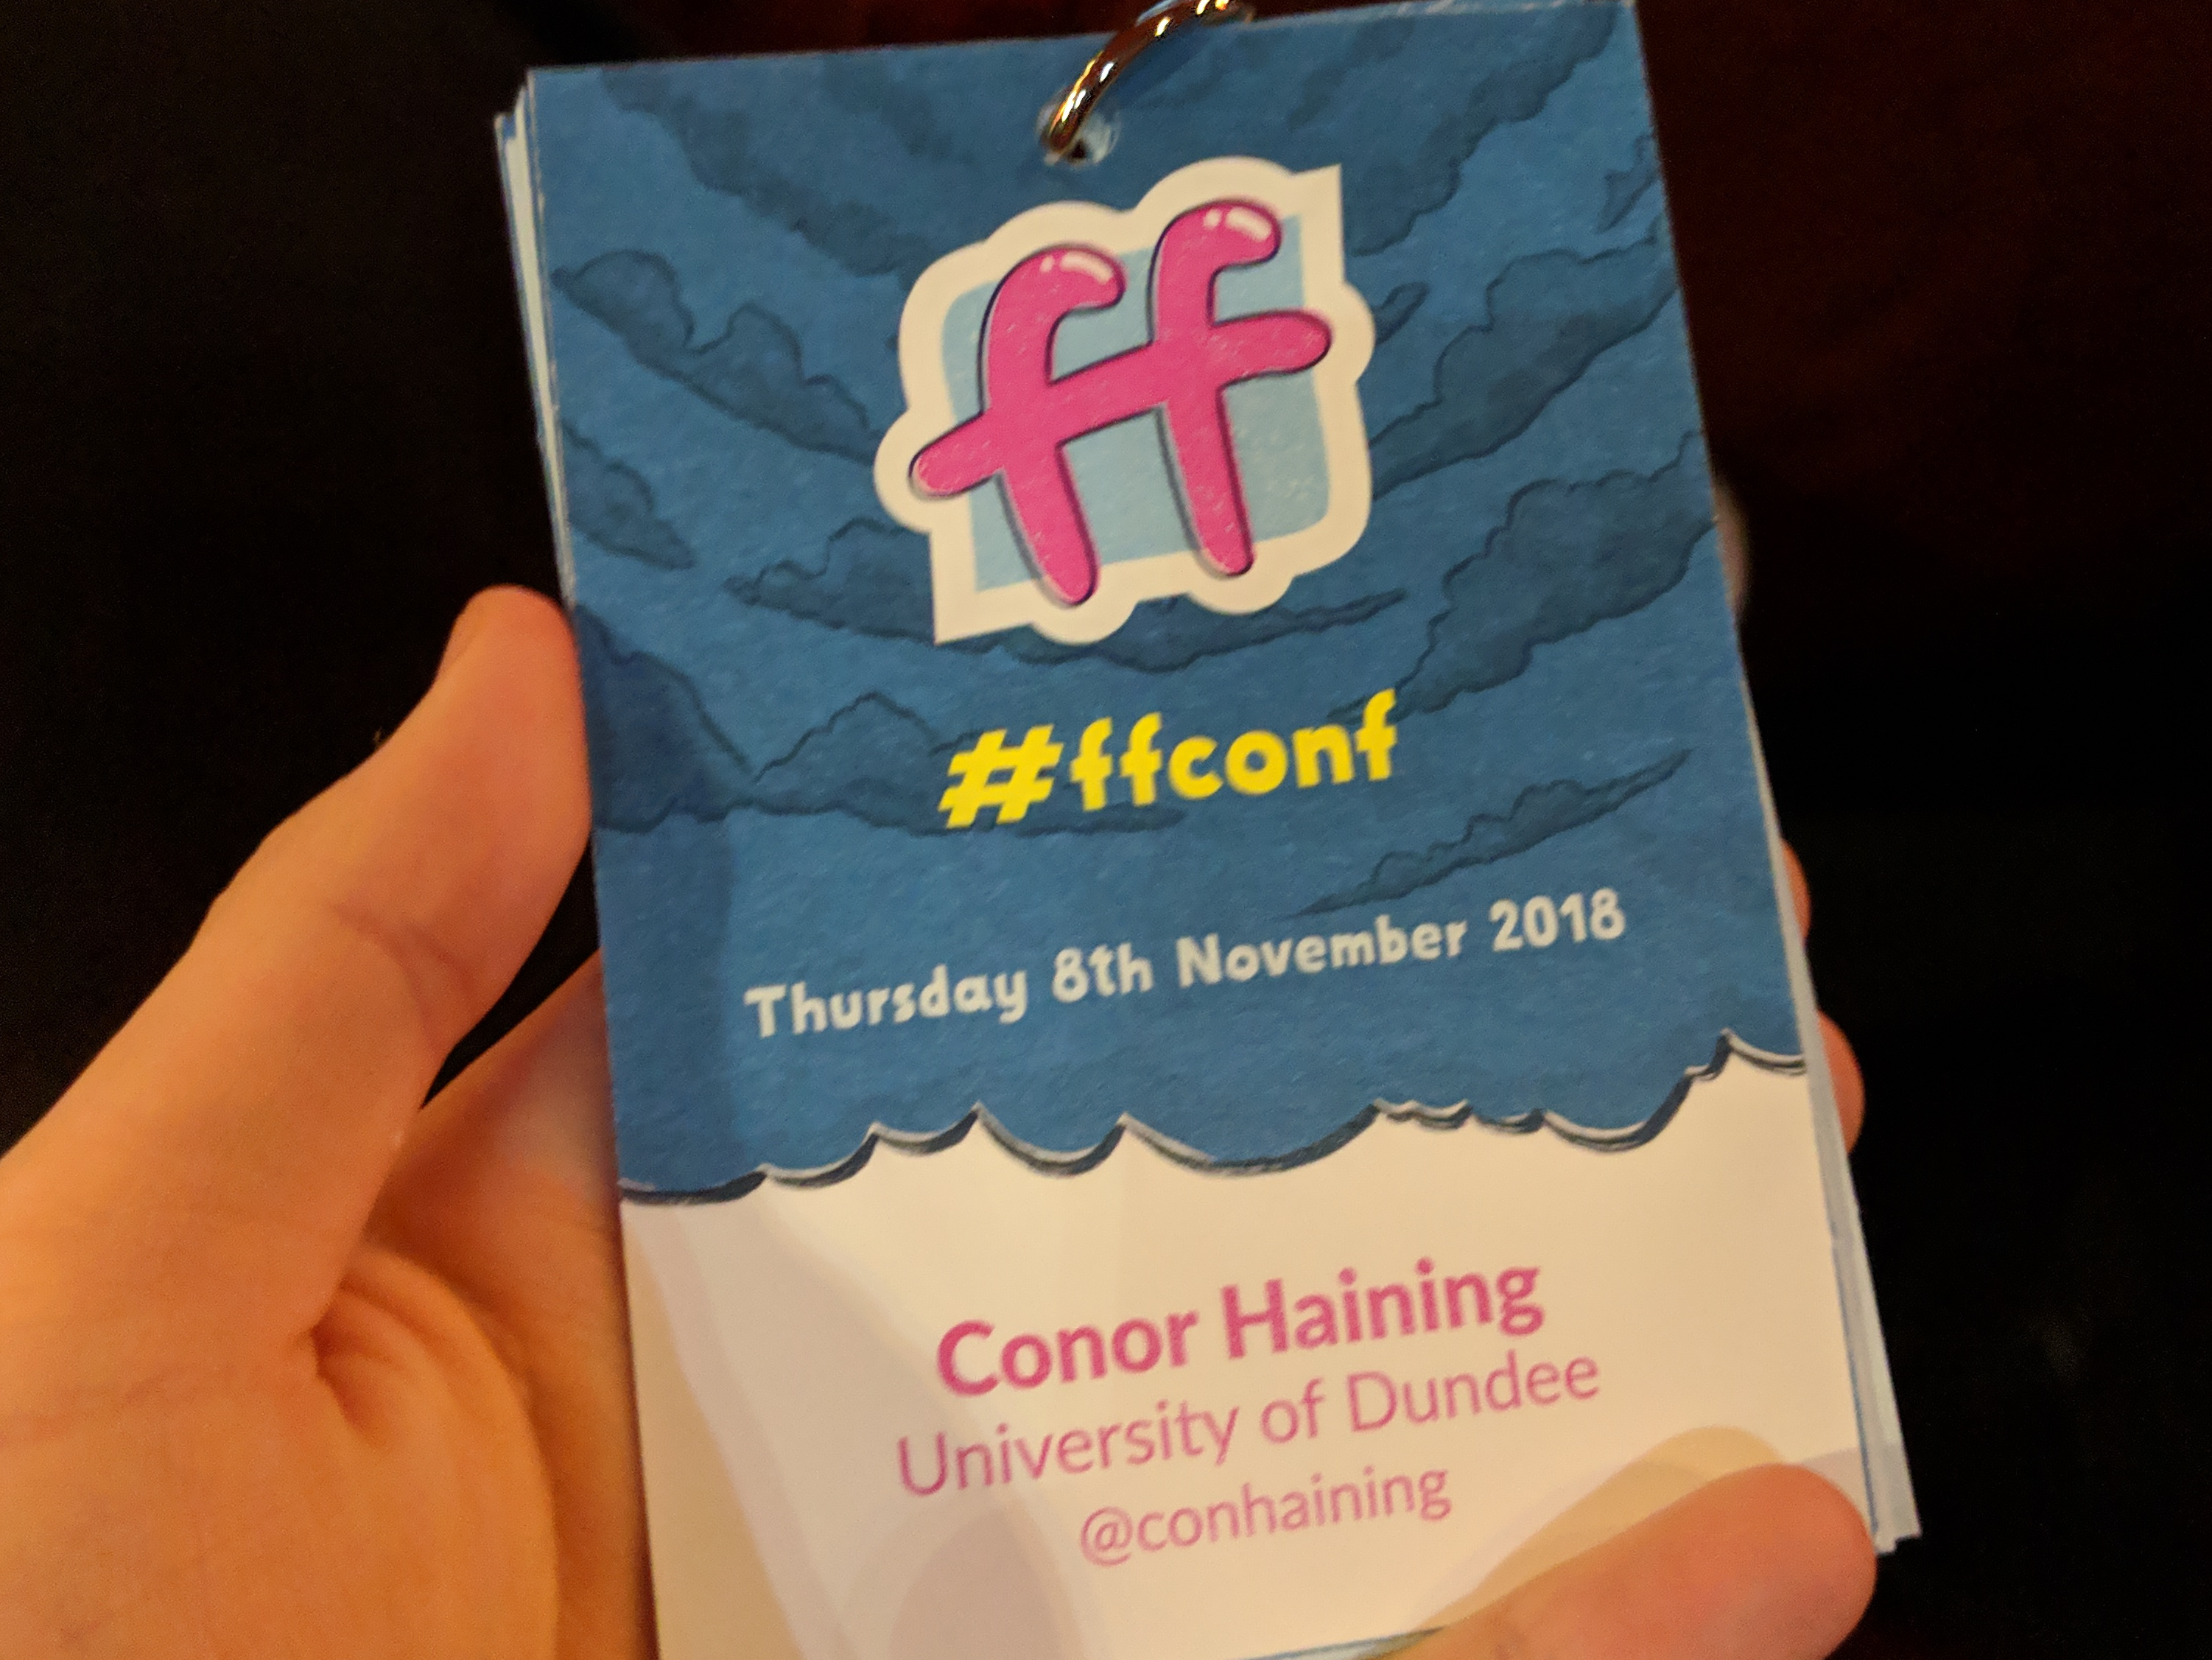 ff
#ffconf
Thursday 8th November 2018
Conor Haining
University of Dundee
@conhaining